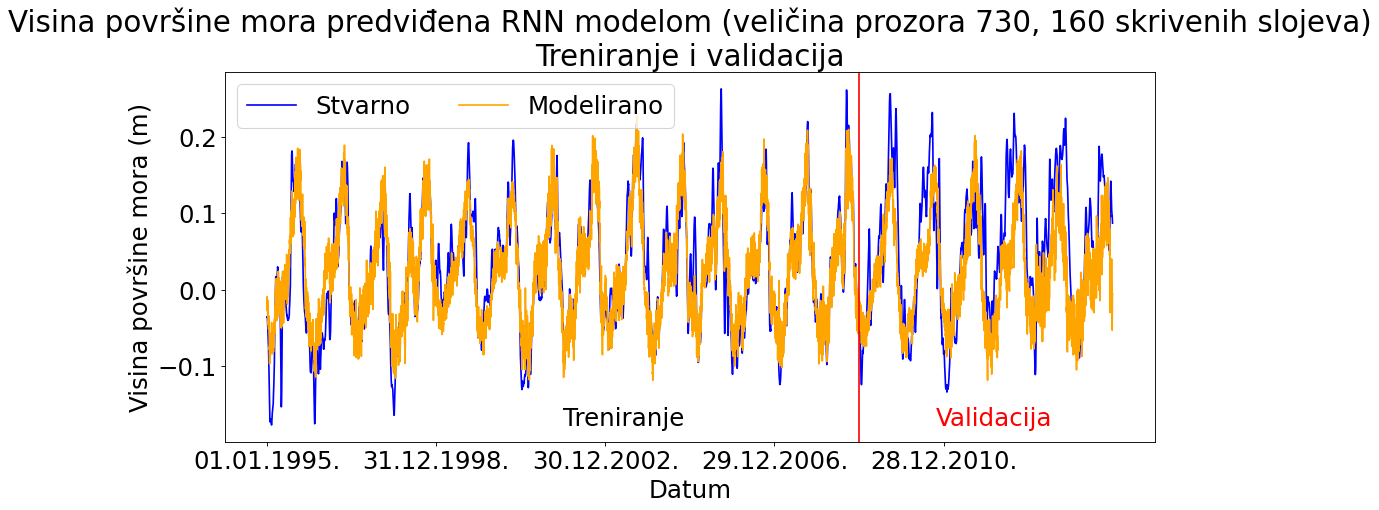 Visina površine mora predviđena RNN modelom (veličina prozora 730, 160 skrivenih slojeva)
Treniranje i validacija
Stvarno
Modelirano
Visina površine mora (m)
0.2
0.1
0.0
−0.1
Treniranje
Validacija
01.01.1995.
31.12.1998.
30.12.2002.
29.12.2006.
28.12.2010.
Datum